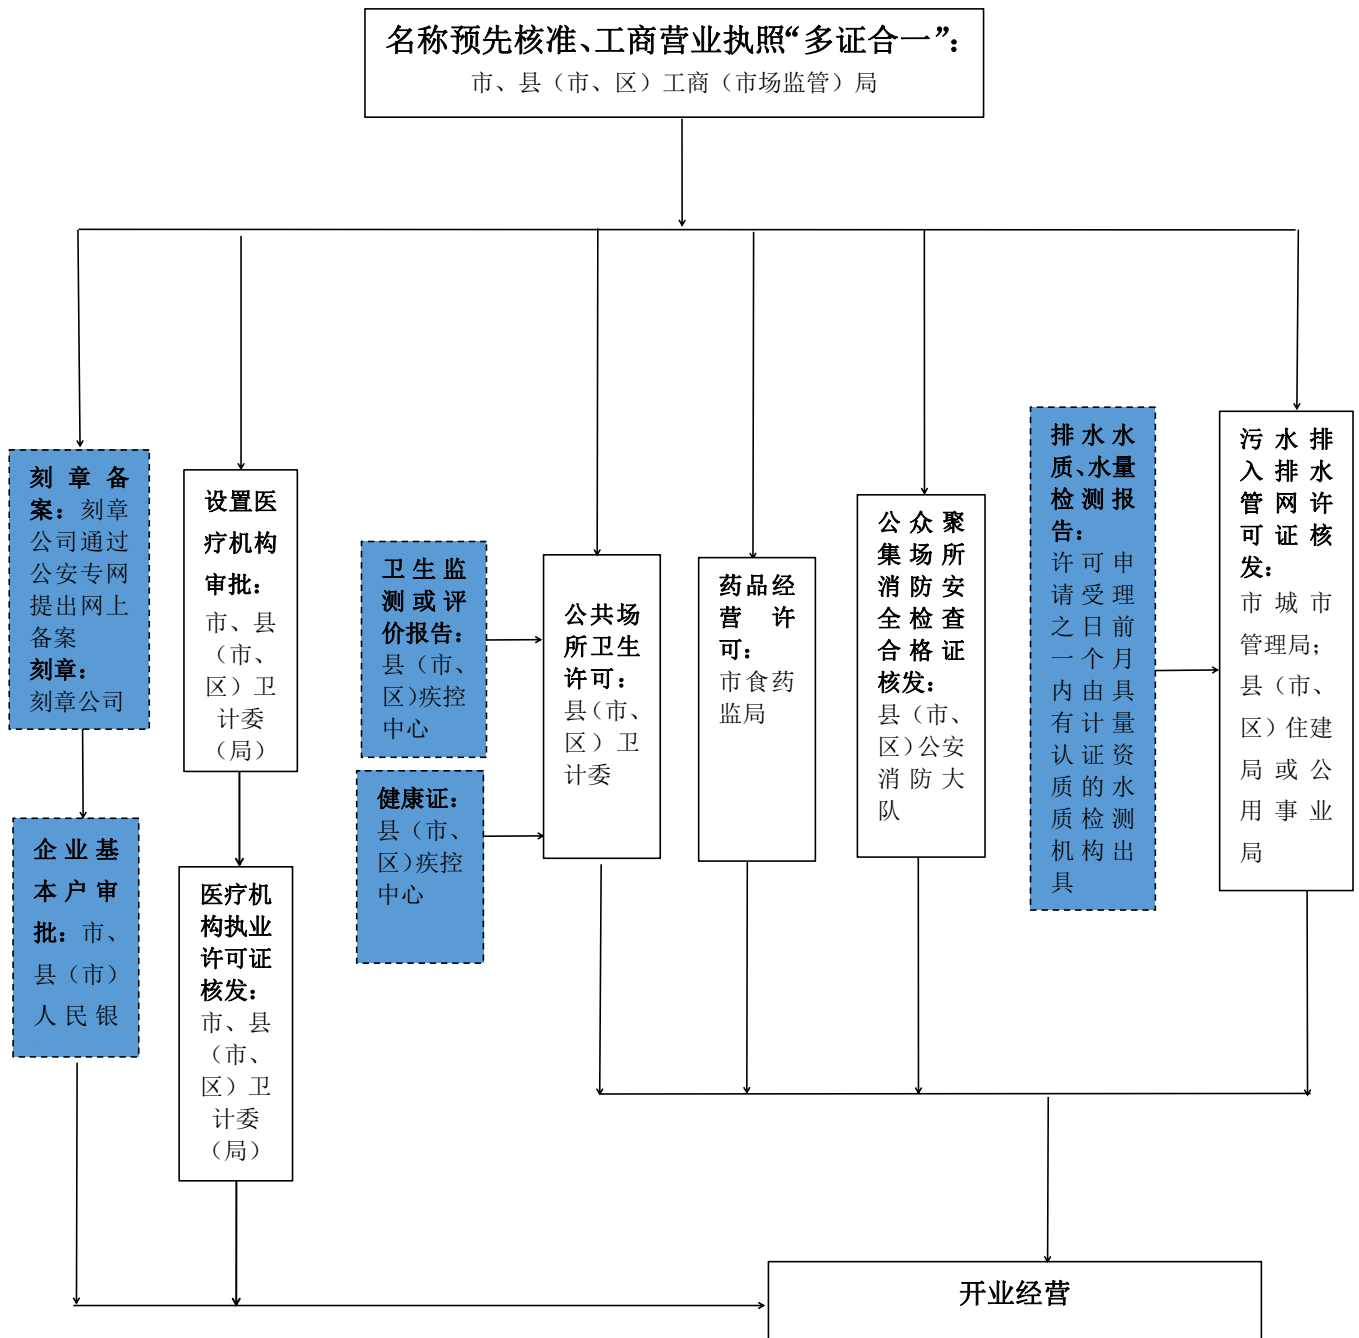 名称预先核准、工商营业执照“多证合一”：
市、县（市、区）工商（市场监管）局
刻章备
案：刻章
公司通过
公安专网
提出网上
备案
刻章：
刻章公司
企业基
本户审
批：市、
县（市）
人民银
设置医
疗机构
审批：
市、县
（市、
区）卫
计委
（局）
医疗机
构执业
许可证
核发：
市、县
（市、
区）卫
计委
（局）
卫生监
测或评
价报告：
县（市、
区）疾控
中心
健康证：
县（市、
区）疾控
中心
公共场
所卫生
许可：
县（市、
区）卫
计委
药品经
营许可：
市食药
监局
公众聚
集场所
消防安
全检查
合格证
核发：
县（市、
区）公安
消防大
队
排水水
质、水量
检测报
告：
许可申
请受理
之日前
一个月
内由具
有计量
认证资
质的水
质检测
机构出
具
污水排
入排水
管网许
可证核
发：
市城市
管理局；
县（市、
区）住建
局或公
用事业
局
开业经营